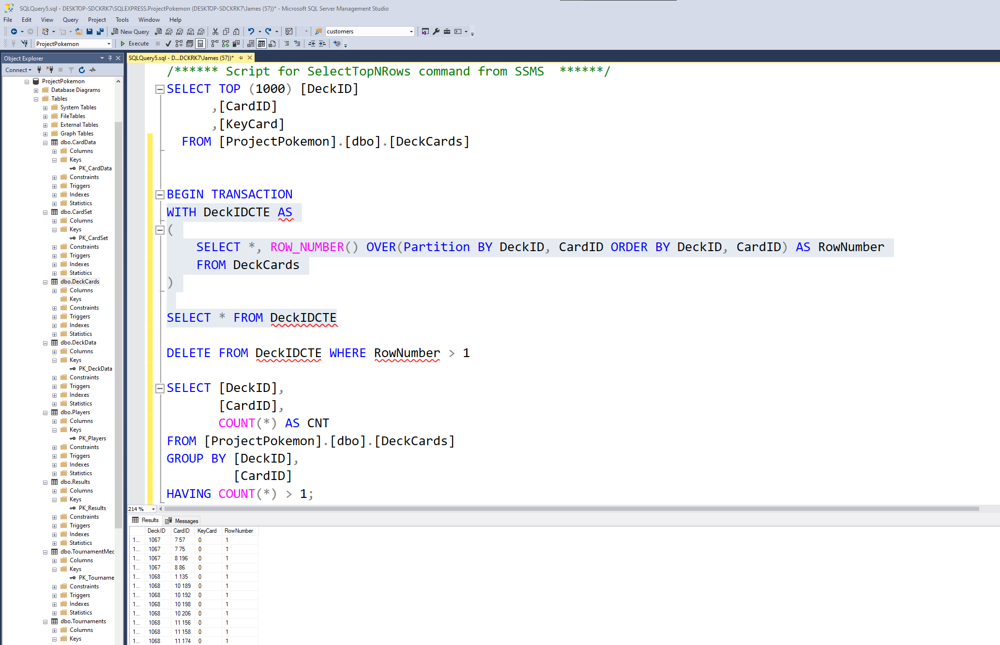 SQLQuery5.sql - DESKTOP-SDCKRK7\SQLEXPRESS.ProjectPokemon (DESKTOP-SDCKRK7\James (57))* - Microsoft SQL Server Management Studio
File Edit View Query Project Tools Window Help
New Query MDX DMX XMLA DAX customers
ProjectPokemon Execute
Object Explorer
Connect
ProjectPokemon
Database Diagrams
Tables
System Tables
FileTables
External Tables
Graph Tables
dbo.CardData
Columns
Keys
PK_CardData
Constraints
Triggers
Indexes
Statistics
dbo.CardSet
Columns
Keys
PK_CardSet
Constraints
Triggers
Indexes
Statistics
dbo.DeckCards
Columns
Keys
Constraints
Triggers
Indexes
Statistics
dbo.DeckData
Columns
Keys
PK_DeckData
Constraints
Triggers
Indexes
Statistics
dbo.Players
Columns
Keys
PK_Players
Constraints
Triggers
Indexes
Statistics
dbo.Results
Columns
Keys
PK_Results
Constraints
Triggers
Indexes
Statistics
dbo.TournamentMed
Columns
Keys
PK_Tourname
Constraints
Triggers
Indexes
Statistics
dbo.Tournaments
Columns
Keys
SQLQuery5.sql - D...DCKRK7\James (57))*
/****** Script for SelectTopNRows command from SSMS  ******/
SELECT TOP (1000) [DeckID]
,[CardID]
,[KeyCard]
FROM [ProjectPokemon].[dbo].[DeckCards]
BEGIN TRANSACTION
WITH DeckIDCTE AS
(
SELECT *, ROW_NUMBER() OVER(Partition BY DeckID, CardID ORDER BY DeckID, CardID) AS RowNumber
FROM DeckCards
)
SELECT * FROM DeckIDCTE
DELETE FROM DeckIDCTE WHERE RowNumber > 1
SELECT [DeckID],
[CardID],
COUNT(*) AS CNT
FROM [ProjectPokemon].[dbo].[DeckCards]
GROUP BY [DeckID],
[CardID]
HAVING COUNT(*) > 1;
214 %
Results Messages
DeckID CardID KeyCard RowNumber
1... 1067 7 57 0 1
1... 1067 7 75 0 1
1... 1067 8 196 0 1
1... 1067 8 86 0 1
1... 1068 1 135 0 1
1... 1068 10 189 0 1
1... 1068 10 192 0 1
1... 1068 10 198 0 1
1... 1068 10 206 0 1
1... 1068 11 156 0 1
1... 1068 11 158 0 1
1... 1068 11 174 0 1